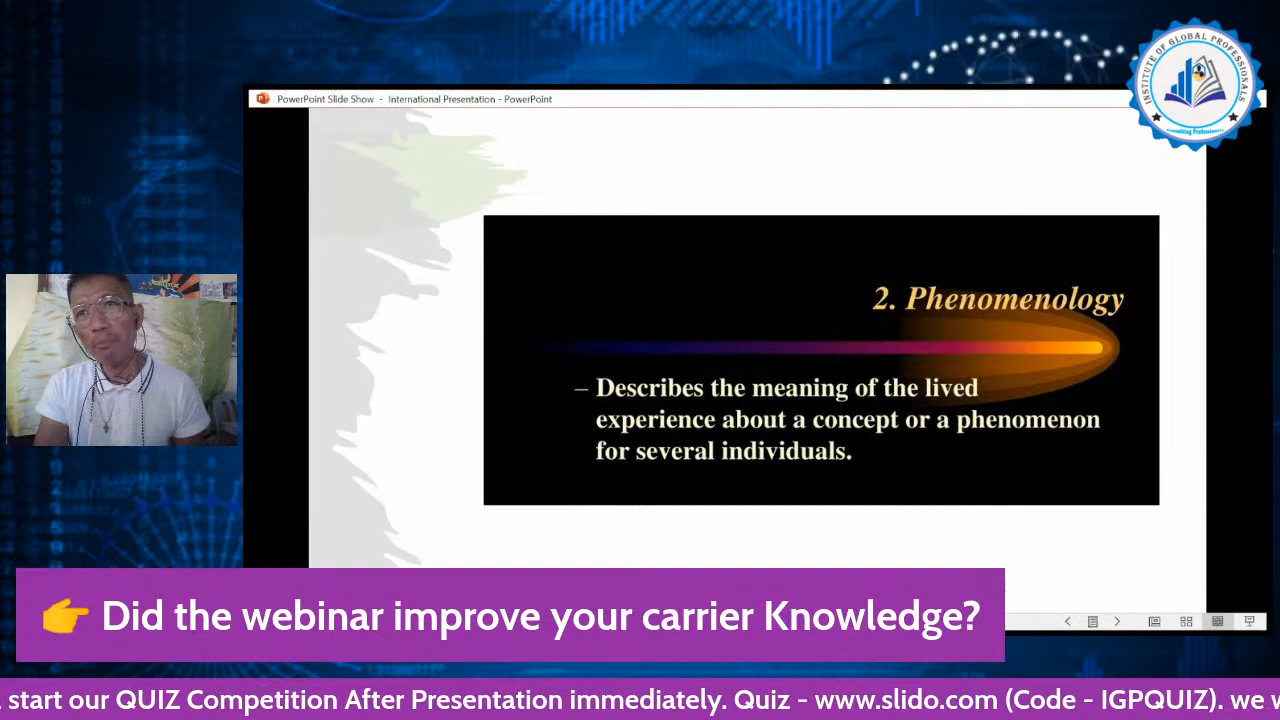 PowerPoint Slide Show - International Presentation - PowerPoint
INSTITUTE OF GLOBAL PROFESSIONALS
Consulting Professionals
2. Phenomenology
– Describes the meaning of the lived
experience about a concept or a phenomenon
for several individuals.
👉 Did the webinar improve your carrier Knowledge?
start our QUIZ Competition After Presentation immediately. Quiz - www.slido.com (Code - IGPQUIZ). we